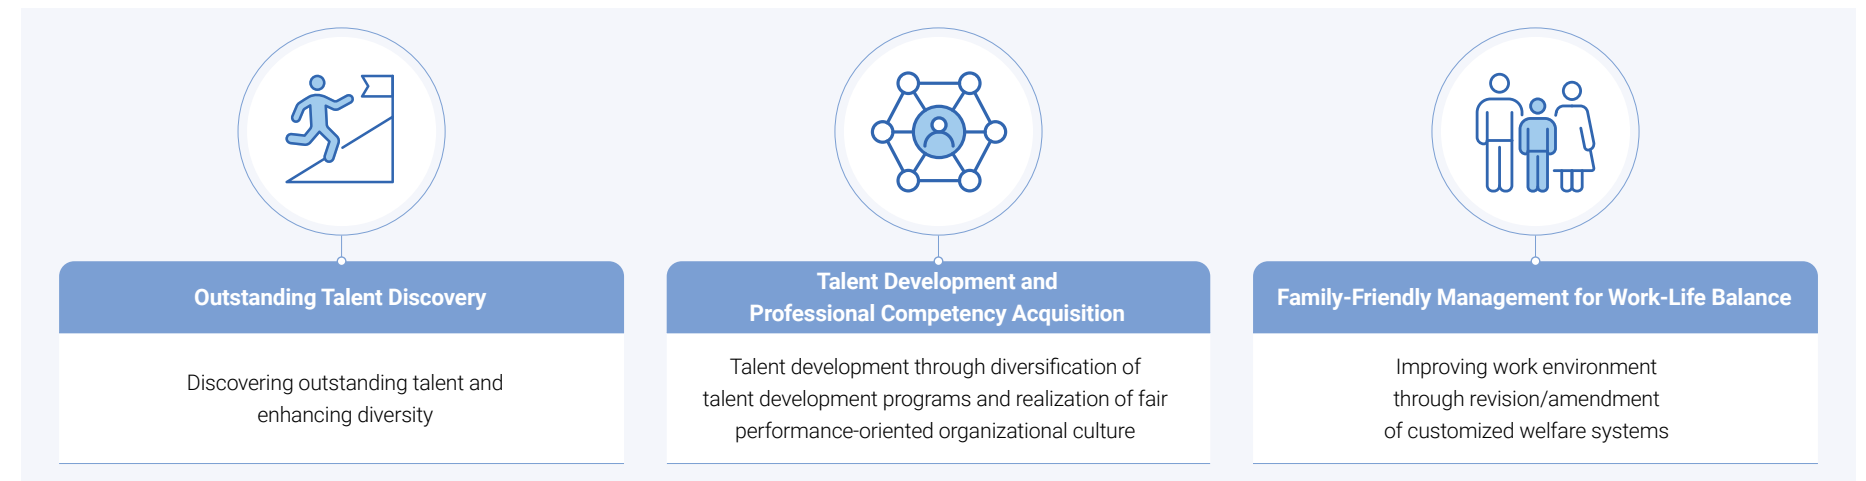 Outstanding Talent Discovery
Discovering outstanding talent and
enhancing diversity
Talent Development and
Professional Competency Acquisition
Talent development through diversification of
talent development programs and realization of fair
performance-oriented organizational culture
Family-Friendly Management for Work-Life Balance
Improving work environment
through revision/amendment
of customized welfare systems